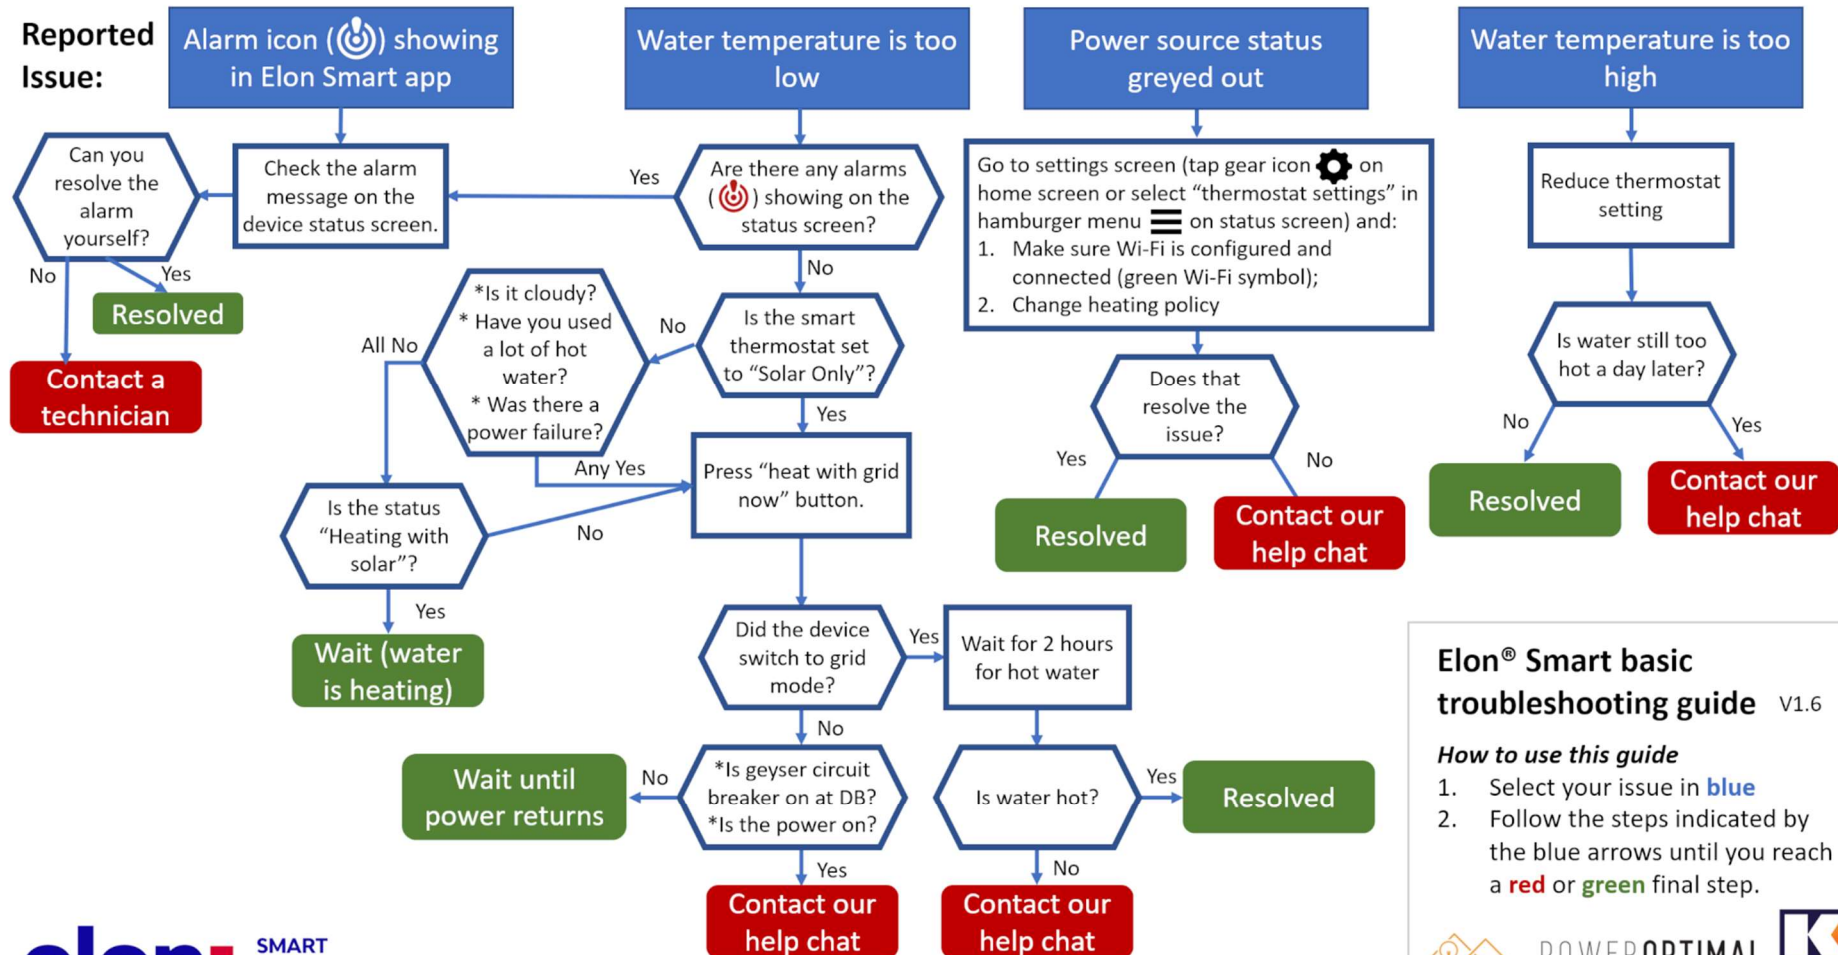 Reported
Issue:
Alarm icon ( ) showing
in Elon Smart app
Water temperature is too
low
Power source status
greyed out
Water temperature is too
high
Can you
resolve the
alarm
yourself?
Check the alarm
message on the
device status screen.
Yes
Are there any alarms
( ) showing on the
status screen?
Go to settings screen (tap gear icon on
home screen or select “thermostat settings” in
hamburger menu on status screen) and:
1. Make sure Wi-Fi is configured and
connected (green Wi-Fi symbol);
2. Change heating policy
Reduce thermostat
setting
No
Yes
Resolved
Contact a
technician
No
*Is it cloudy?
* Have you used
a lot of hot
water?
* Was there a
power failure?
No
Is the smart
thermostat set
to “Solar Only”?
All No
Any Yes
Yes
Press “heat with grid
now” button.
Does that
resolve the
issue?
Yes
No
Resolved
Contact our
help chat
Is water still too
hot a day later?
No
Yes
Resolved
Contact our
help chat
Is the status
“Heating with
solar”?
No
Yes
Wait (water
is heating)
Did the device
switch to grid
mode?
Yes
Wait for 2 hours
for hot water
No
Wait until
power returns
No
*Is geyser circuit
breaker on at DB?
*Is the power on?
Is water hot?
Yes
Resolved
Yes
No
Contact our
help chat
Contact our
help chat
Elon® Smart basic
troubleshooting guide V1.6
How to use this guide
1. Select your issue in blue
2. Follow the steps indicated by
the blue arrows until you reach
a red or green final step.
elon SMART
POWEROPTIMAL